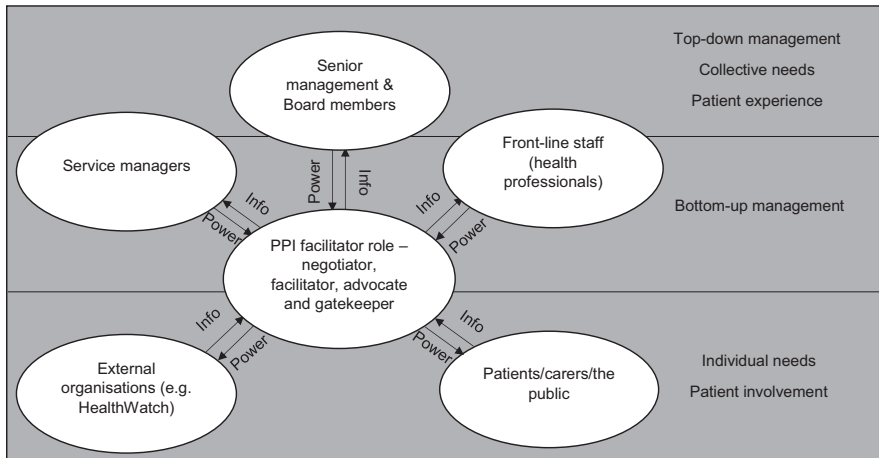 Senior
management &
Board members
Top-down management
Collective needs
Patient experience
Service managers
Front-line staff
(health
professionals)
Power
Info
Info
Power
Info
Power
Bottom-up management
PPI facilitator role –
negotiator,
facilitator, advocate
and gatekeeper
Info
Power
Info
Power
External
organisations (e.g.
HealthWatch)
Patients/carers/the
public
Individual needs
Patient involvement